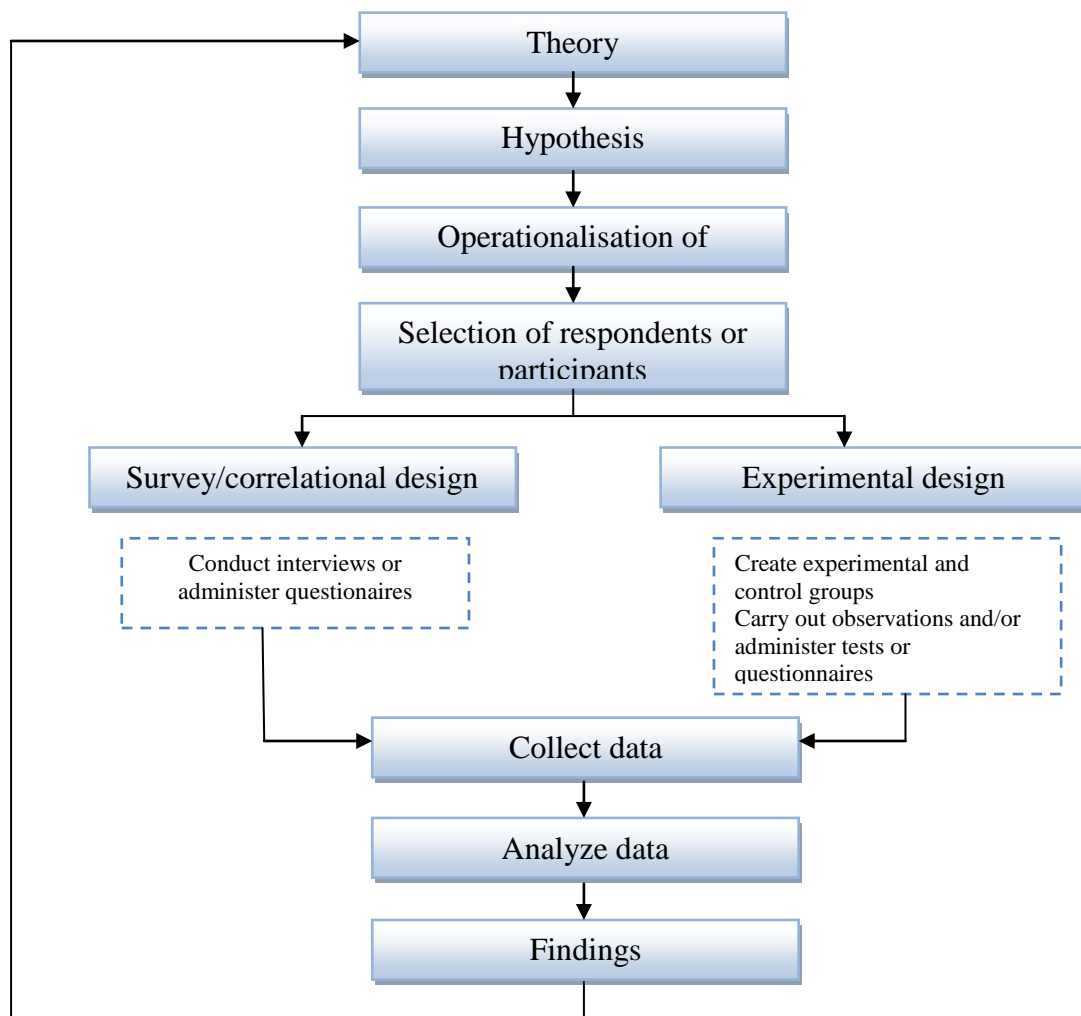 Theory
Hypothesis
Operationalisation of
Selection of respondents or
participants
Survey/correlational design
Experimental design
Conduct interviews or
administer questionaires
Create experimental and
control groups
Carry out observations and/or
administer tests or
questionnaires
Collect data
Analyze data
Findings